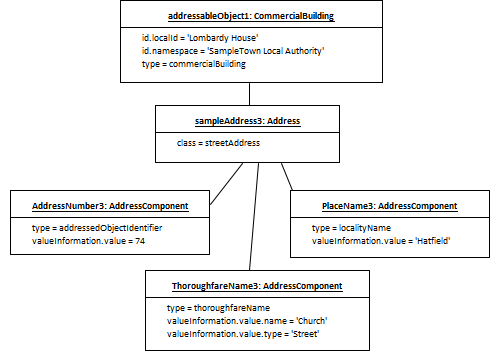 addressableObject1: CommercialBuilding
id.localId = 'Lombardy House'
id.namespace = 'SampleTown Local Authority'
type = commercialBuilding
sampleAddress3: Address
class = streetAddress
AddressNumber3: AddressComponent
type = addressedObjectIdentifier
valueInformation.value = 74
PlaceName3: AddressComponent
type = localityName
valueInformation.value = 'Hatfield'
ThoroughfareName3: AddressComponent
type = thoroughfareName
valueInformation.value.name = 'Church'
valueInformation.value.type = 'Street'